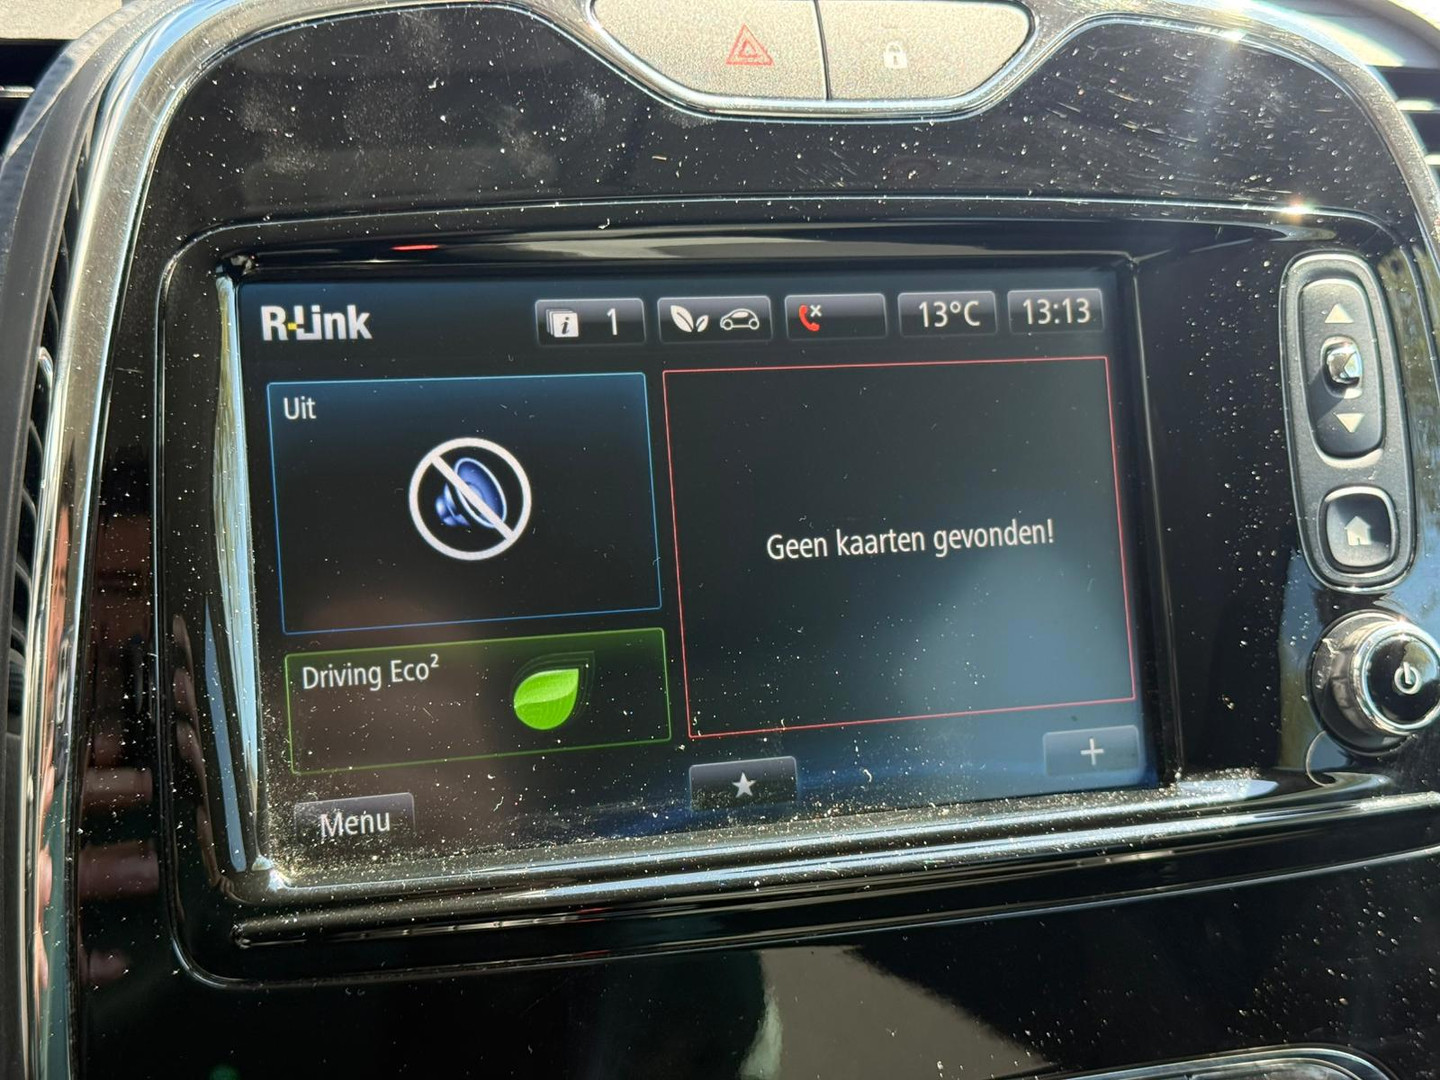 R-Link
1
13°C
13:13
Uit
Geen kaarten gevonden!
Driving Eco²
Menu